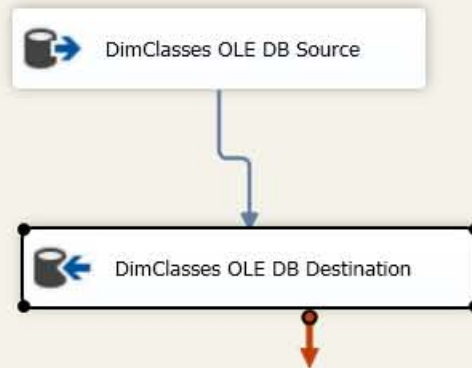 DimClasses OLE DB Source
DimClasses OLE DB Destination